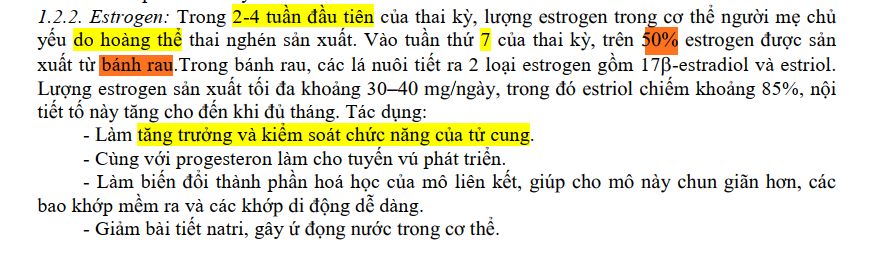 1.2.2. Estrogen: Trong 2-4 tuần đầu tiên của thai kỳ, lượng estrogen trong cơ thể người mẹ chủ
yếu do hoàng thể thai nghén sản xuất. Vào tuần thứ 7 của thai kỳ, trên 50% estrogen được sản
xuất từ bánh rau.Trong bánh rau, các lá nuôi tiết ra 2 loại estrogen gồm 17β-estradiol và estriol.
Lượng estrogen sản xuất tối đa khoảng 30–40 mg/ngày, trong đó estriol chiếm khoảng 85%, nội
tiết tố này tăng cho đến khi đủ tháng. Tác dụng:
- Làm tăng trưởng và kiểm soát chức năng của tử cung.
- Cùng với progesteron làm cho tuyến vú phát triển.
- Làm biến đổi thành phần hoá học của mô liên kết, giúp cho mô này chun giãn hơn, các
bao khớp mềm ra và các khớp di động dễ dàng.
- Giảm bài tiết natri, gây ứ đọng nước trong cơ thể.